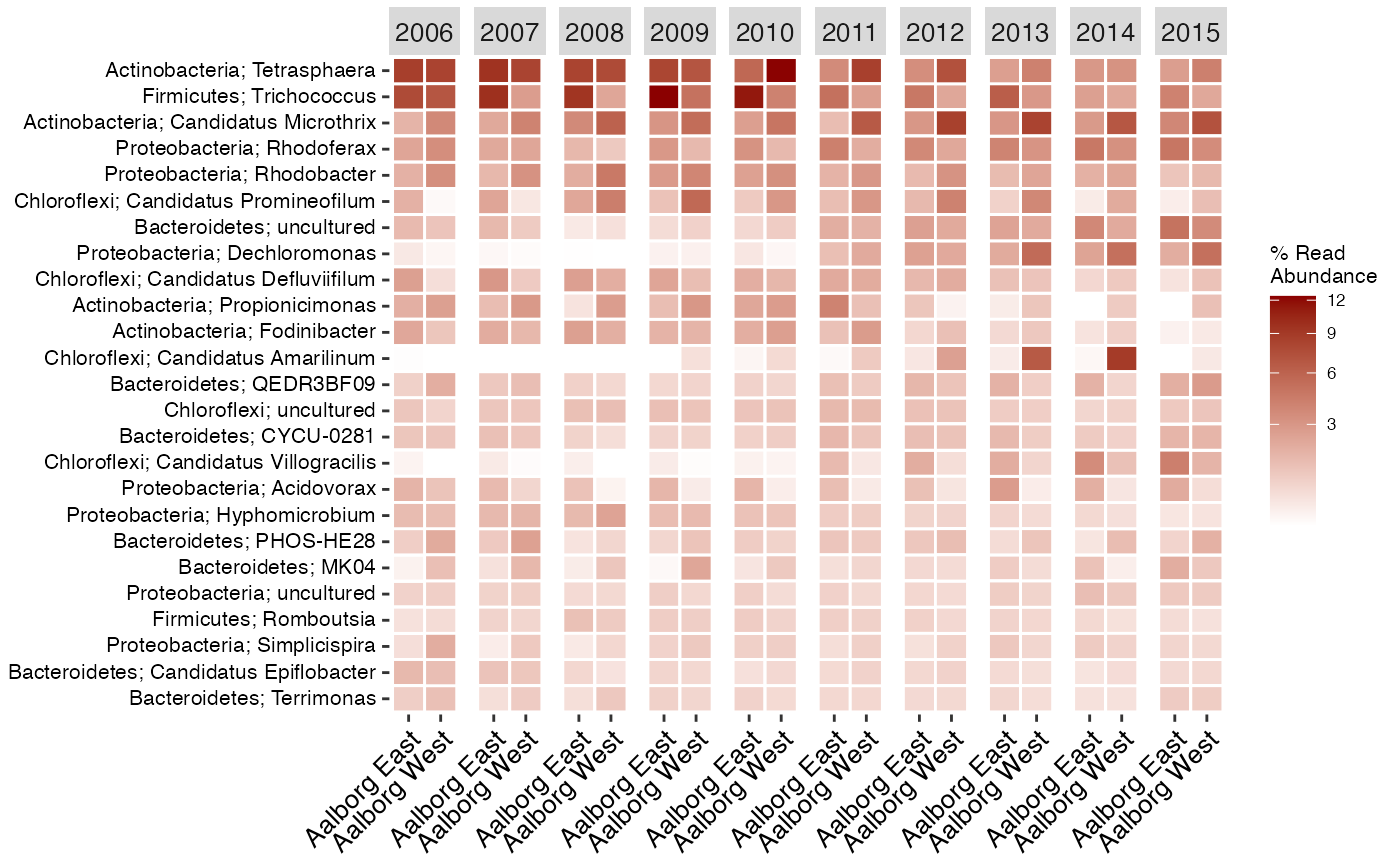 2006 2007 2008 2009 2010 2011 2012 2013 2014 2015
Actinobacteria; Tetrasphaera
Firmicutes; Trichococcus
Actinobacteria; Candidatus Microthrix
Proteobacteria; Rhodoferax
Proteobacteria; Rhodobacter
Chloroflexi; Candidatus Promineofilum
Bacteroidetes; uncultured
Proteobacteria; Dechloromonas
Chloroflexi; Candidatus Defluviifilum
Actinobacteria; Propionicimonas
Actinobacteria; Fodinibacter
Chloroflexi; Candidatus Amarilinum
Bacteroidetes; QEDR3BF09
Chloroflexi; uncultured
Bacteroidetes; CYCU-0281
Chloroflexi; Candidatus Villogracilis
Proteobacteria; Acidovorax
Proteobacteria; Hyphomicrobium
Bacteroidetes; PHOS-HE28
Bacteroidetes; MK04
Proteobacteria; uncultured
Firmicutes; Romboutsia
Proteobacteria; Simplicispira
Bacteroidetes; Candidatus Epiflobacter
Bacteroidetes; Terrimonas
Aalborg East
Aalborg West
Aalborg East
Aalborg West
Aalborg East
Aalborg West
Aalborg East
Aalborg West
Aalborg East
Aalborg West
Aalborg East
Aalborg West
Aalborg East
Aalborg West
Aalborg East
Aalborg West
Aalborg East
Aalborg West
Aalborg East
Aalborg West
% Read
Abundance
12
9
6
3